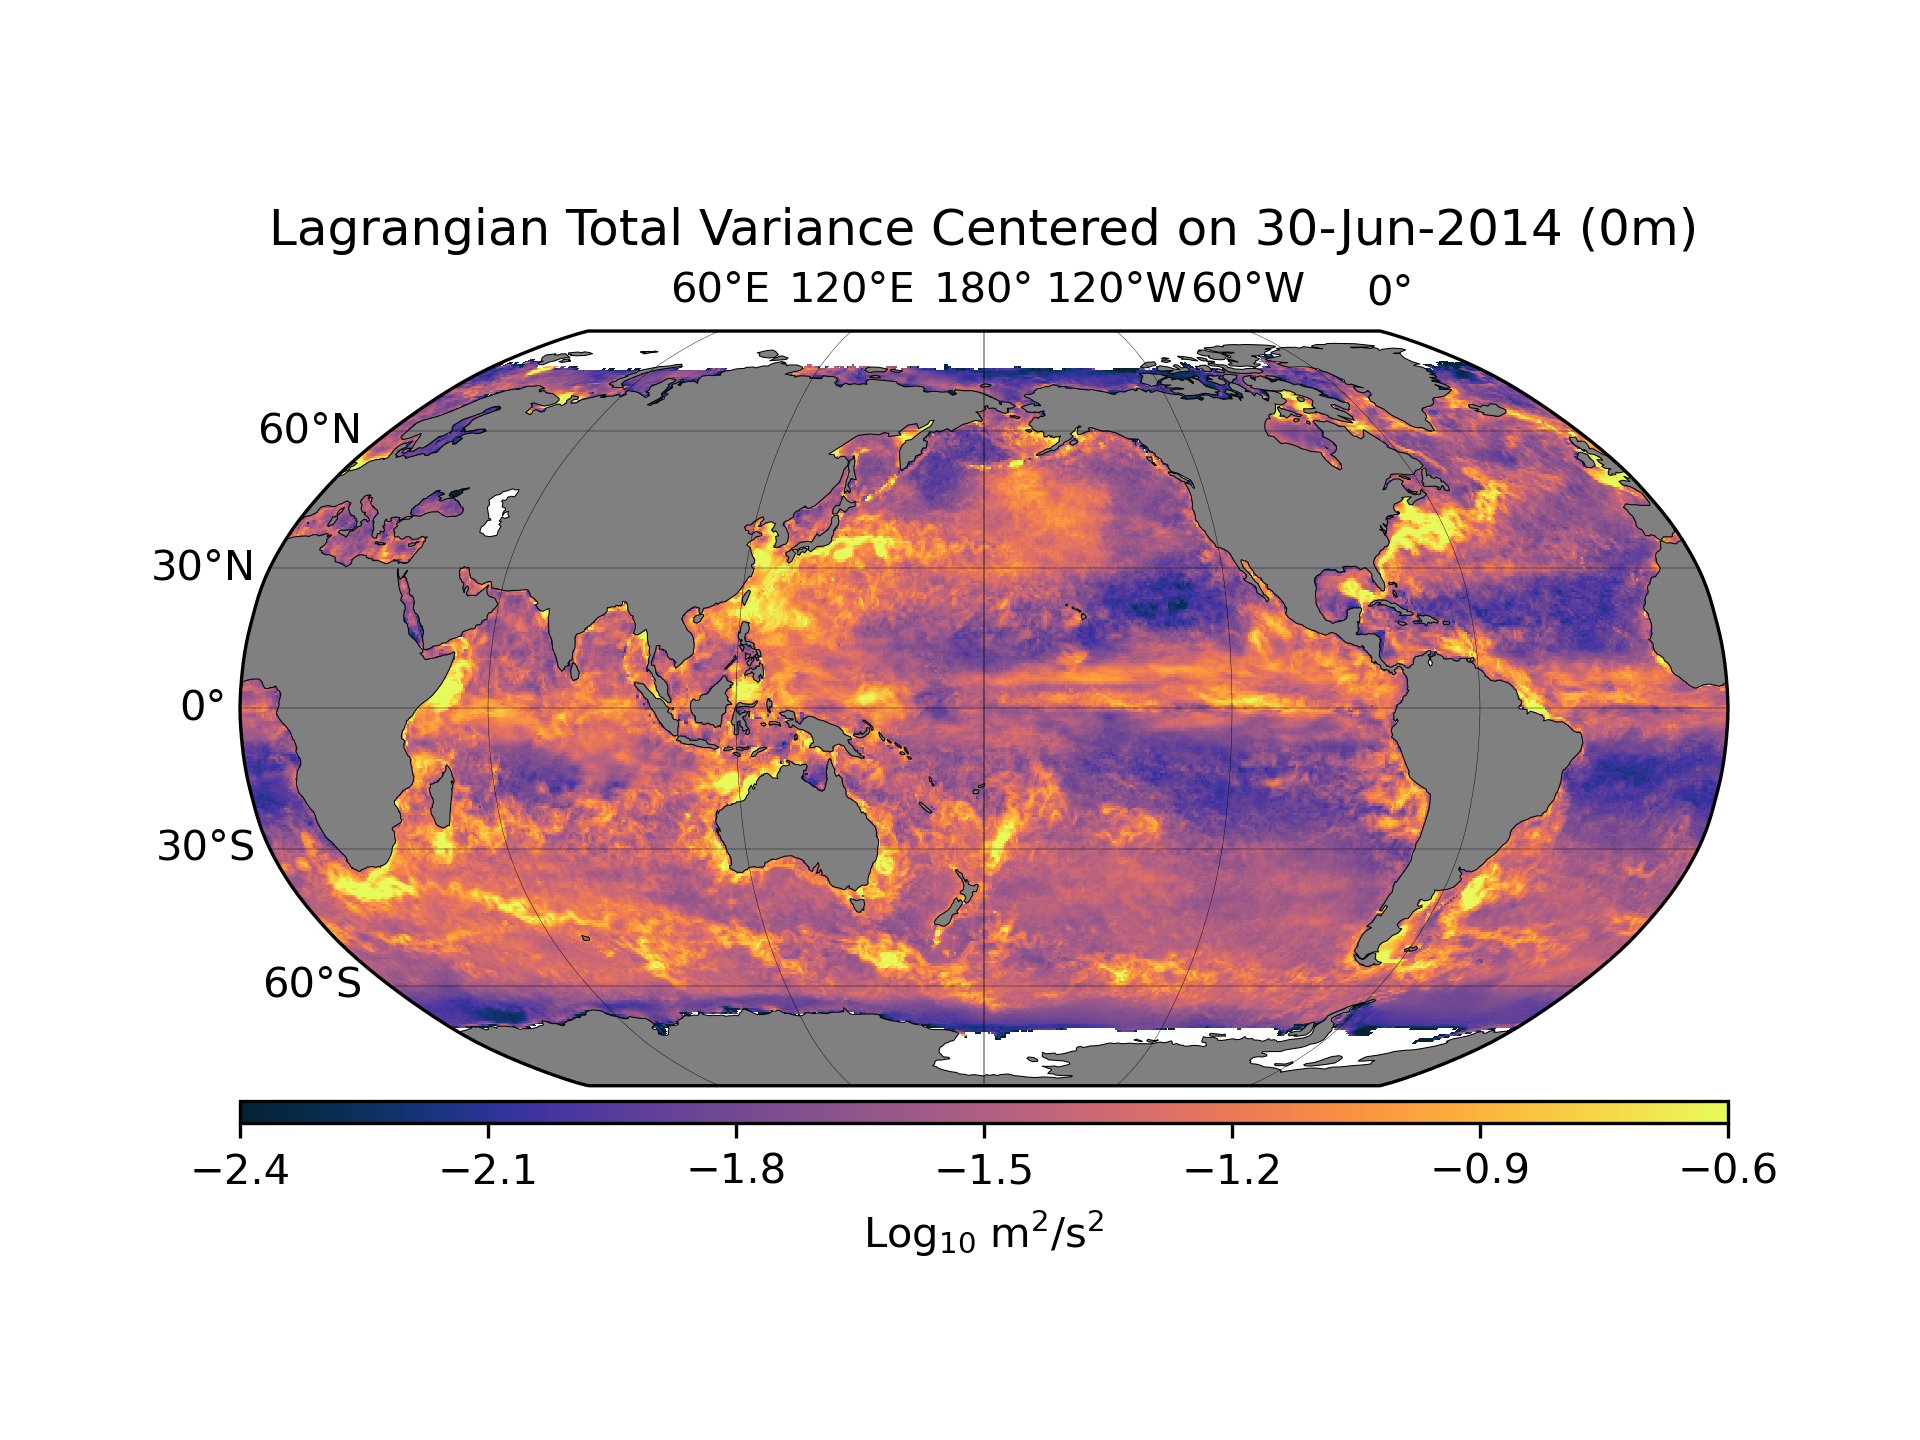 Lagrangian Total Variance Centered on 30-Jun-2014 (0m)
60°E 120°E 180° 120°W 60°W 0°
60°N
30°N
0°
30°S
60°S
−2.4 −2.1 −1.8 −1.5 −1.2 −0.9 −0.6
Log₁₀ m²/s²